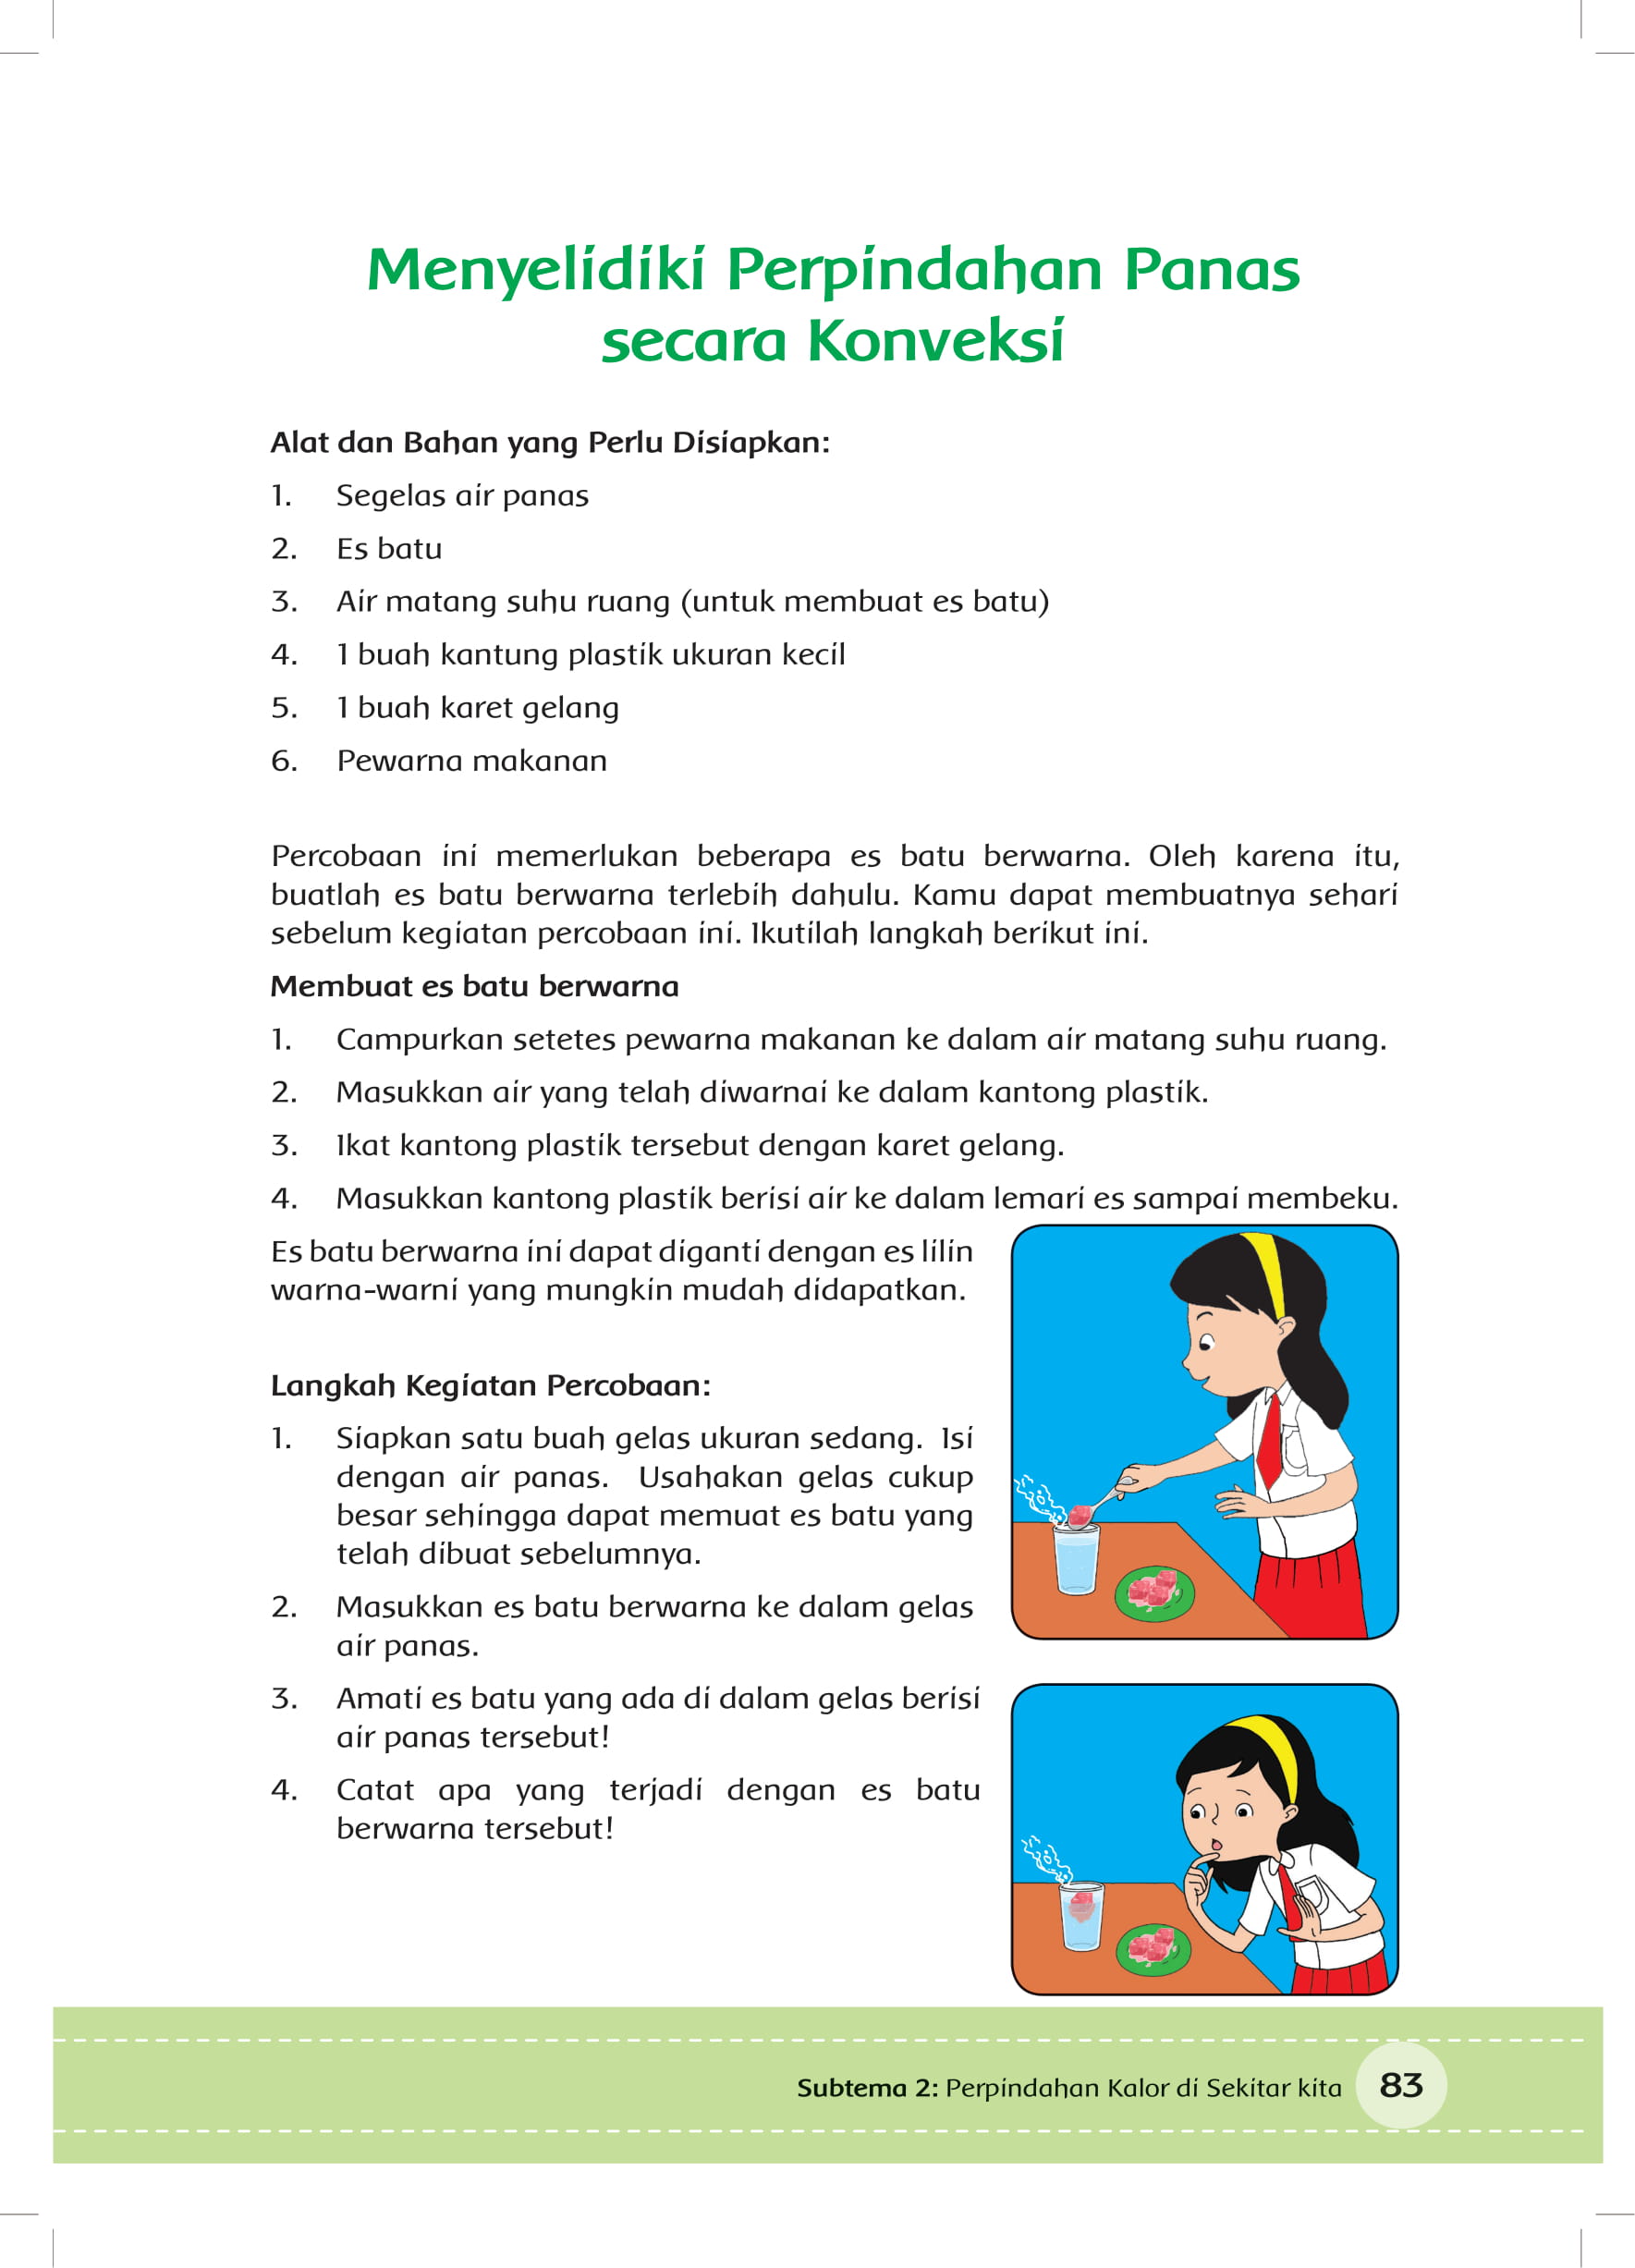 Menyelidiki Perpindahan Panas
secara Konveksi
Alat dan Bahan yang Perlu Disiapkan:
1. Segelas air panas
2. Es batu
3. Air matang suhu ruang (untuk membuat es batu)
4. 1 buah kantung plastik ukuran kecil
5. 1 buah karet gelang
6. Pewarna makanan
Percobaan ini memerlukan beberapa es batu berwarna. Oleh karena itu,
buatlah es batu berwarna terlebih dahulu. Kamu dapat membuatnya sehari
sebelum kegiatan percobaan ini. Ikutilah langkah berikut ini.
Membuat es batu berwarna
1. Campurkan setetes pewarna makanan ke dalam air matang suhu ruang.
2. Masukkan air yang telah diwarnai ke dalam kantong plastik.
3. Ikat kantong plastik tersebut dengan karet gelang.
4. Masukkan kantong plastik berisi air ke dalam lemari es sampai membeku.
Es batu berwarna ini dapat diganti dengan es lilin
warna-warni yang mungkin mudah didapatkan.
Langkah Kegiatan Percobaan:
1. Siapkan satu buah gelas ukuran sedang. Isi
dengan air panas. Usahakan gelas cukup
besar sehingga dapat memuat es batu yang
telah dibuat sebelumnya.
2. Masukkan es batu berwarna ke dalam gelas
air panas.
3. Amati es batu yang ada di dalam gelas berisi
air panas tersebut!
4. Catat apa yang terjadi dengan es batu
berwarna tersebut!
Subtema 2: Perpindahan Kalor di Sekitar kita 83